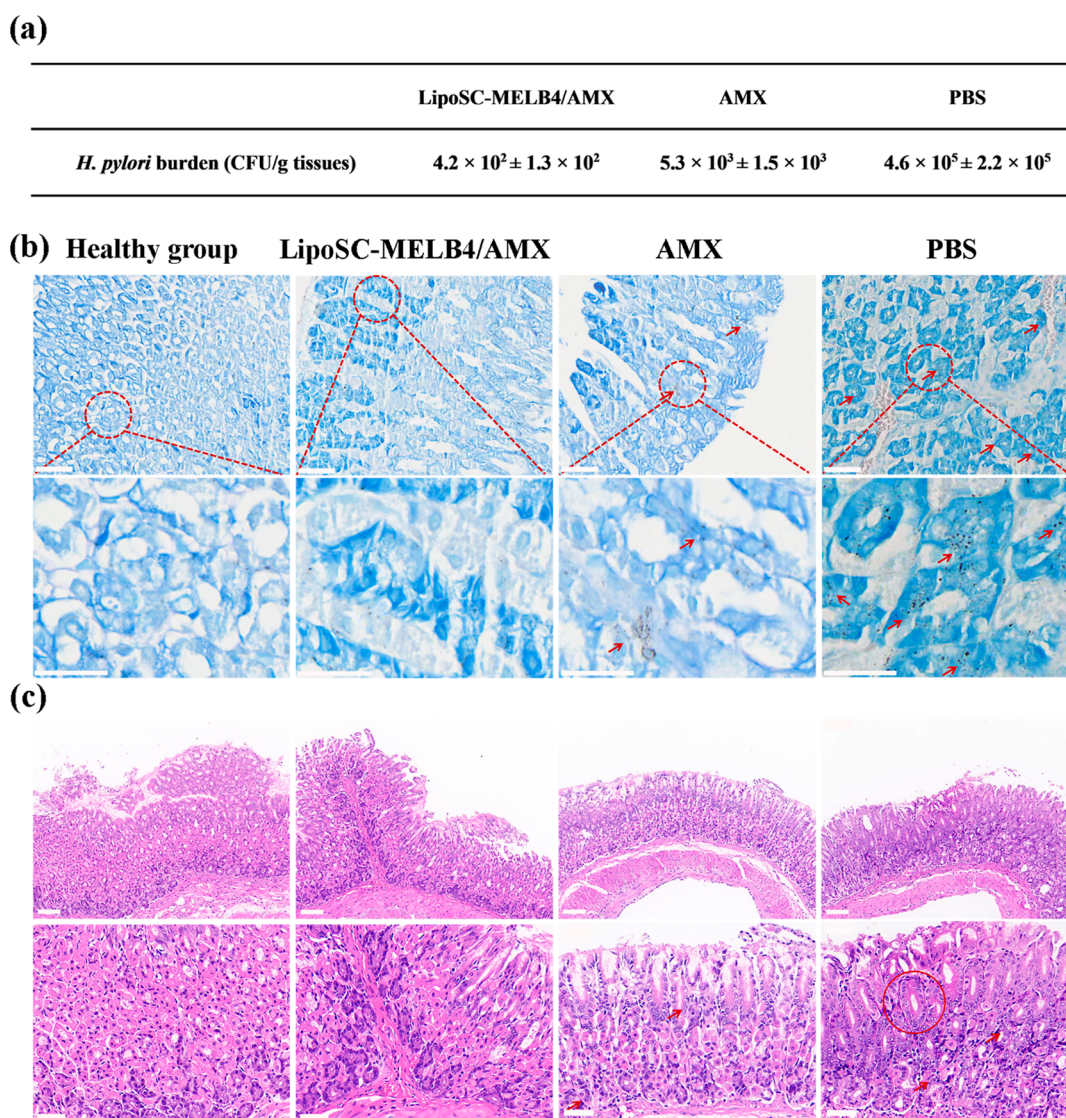 (a)
LipoSC-MELB4/AMX AMX PBS
H. pylori burden (CFU/g tissues) 4.2 × 10² ± 1.3 × 10² 5.3 × 10³ ± 1.5 × 10³ 4.6 × 10⁵ ± 2.2 × 10⁵
(b) Healthy group LipoSC-MELB4/AMX AMX PBS
(c)